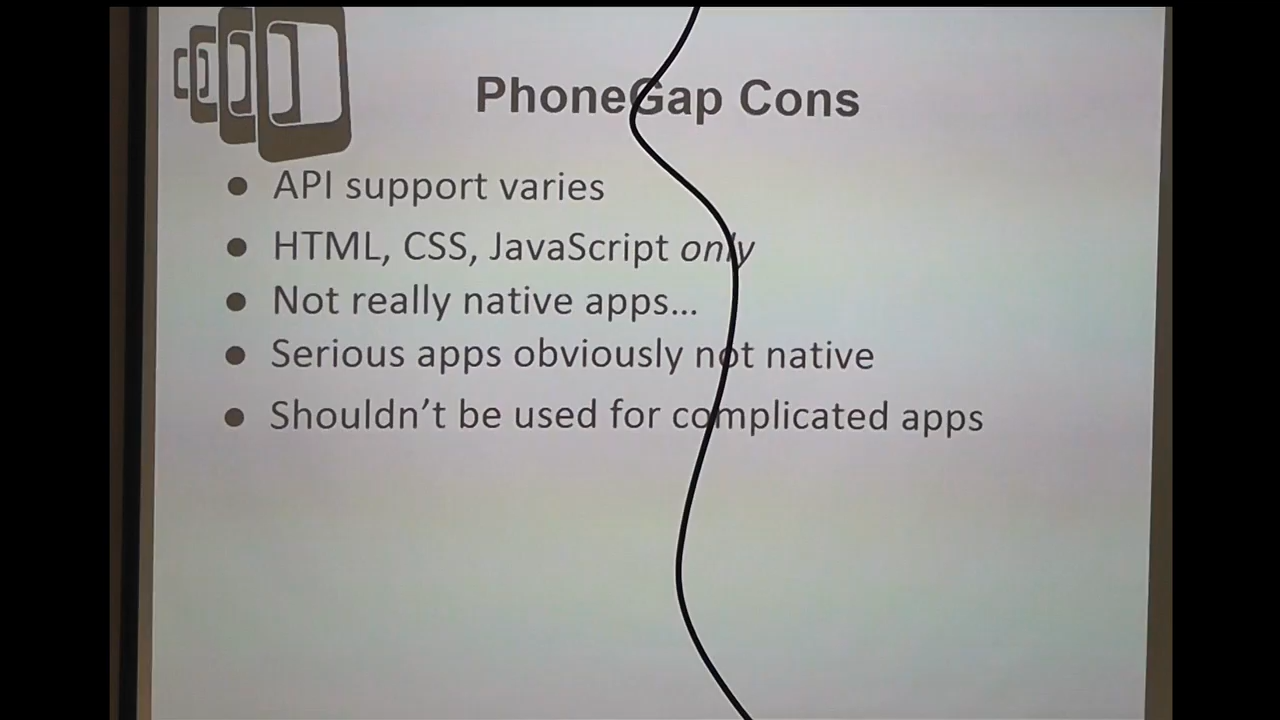 PhoneGap Cons
● API support varies
● HTML, CSS, JavaScript only
● Not really native apps...
● Serious apps obviously not native
● Shouldn't be used for complicated apps